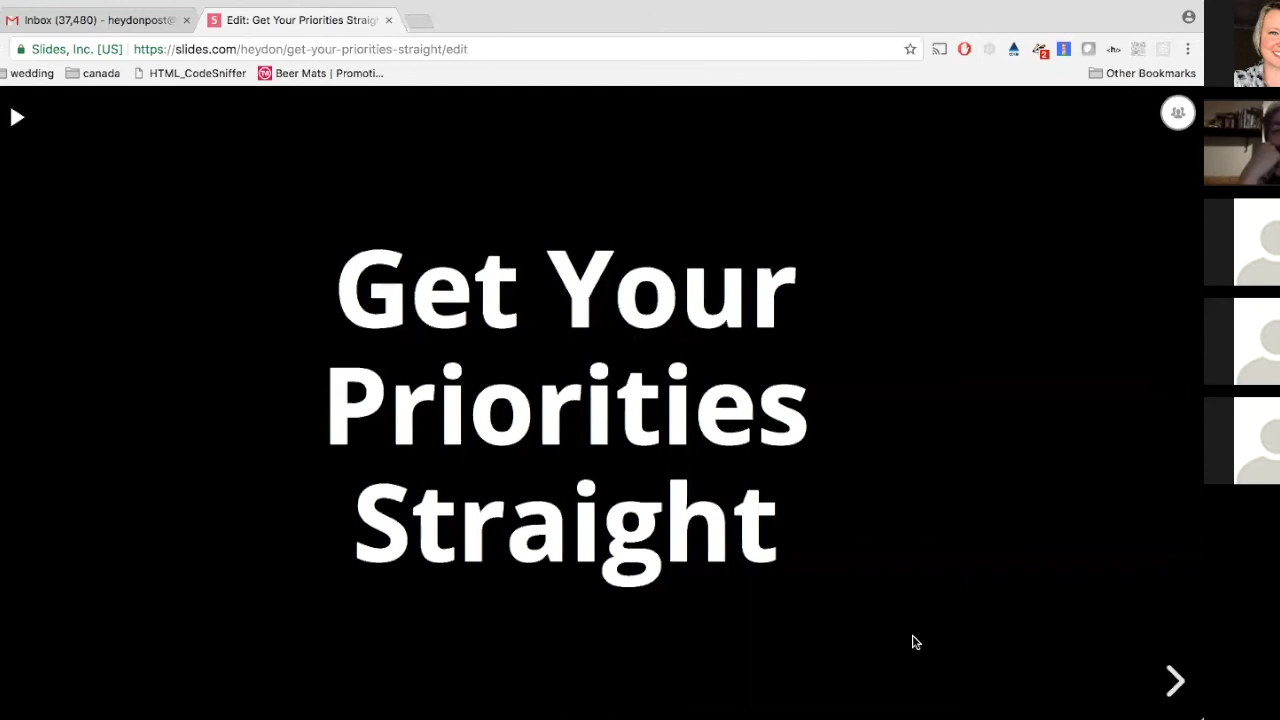 Inbox (37,480) - heydonpost@
Edit: Get Your Priorities Straig
Slides, Inc. [US]
https://slides.com/heydon/get-your-priorities-straight/edit
2
wedding
canada
HTML_CodeSniffer
Beer Mats | Promoti...
Other Bookmarks
Get Your
Priorities
Straight